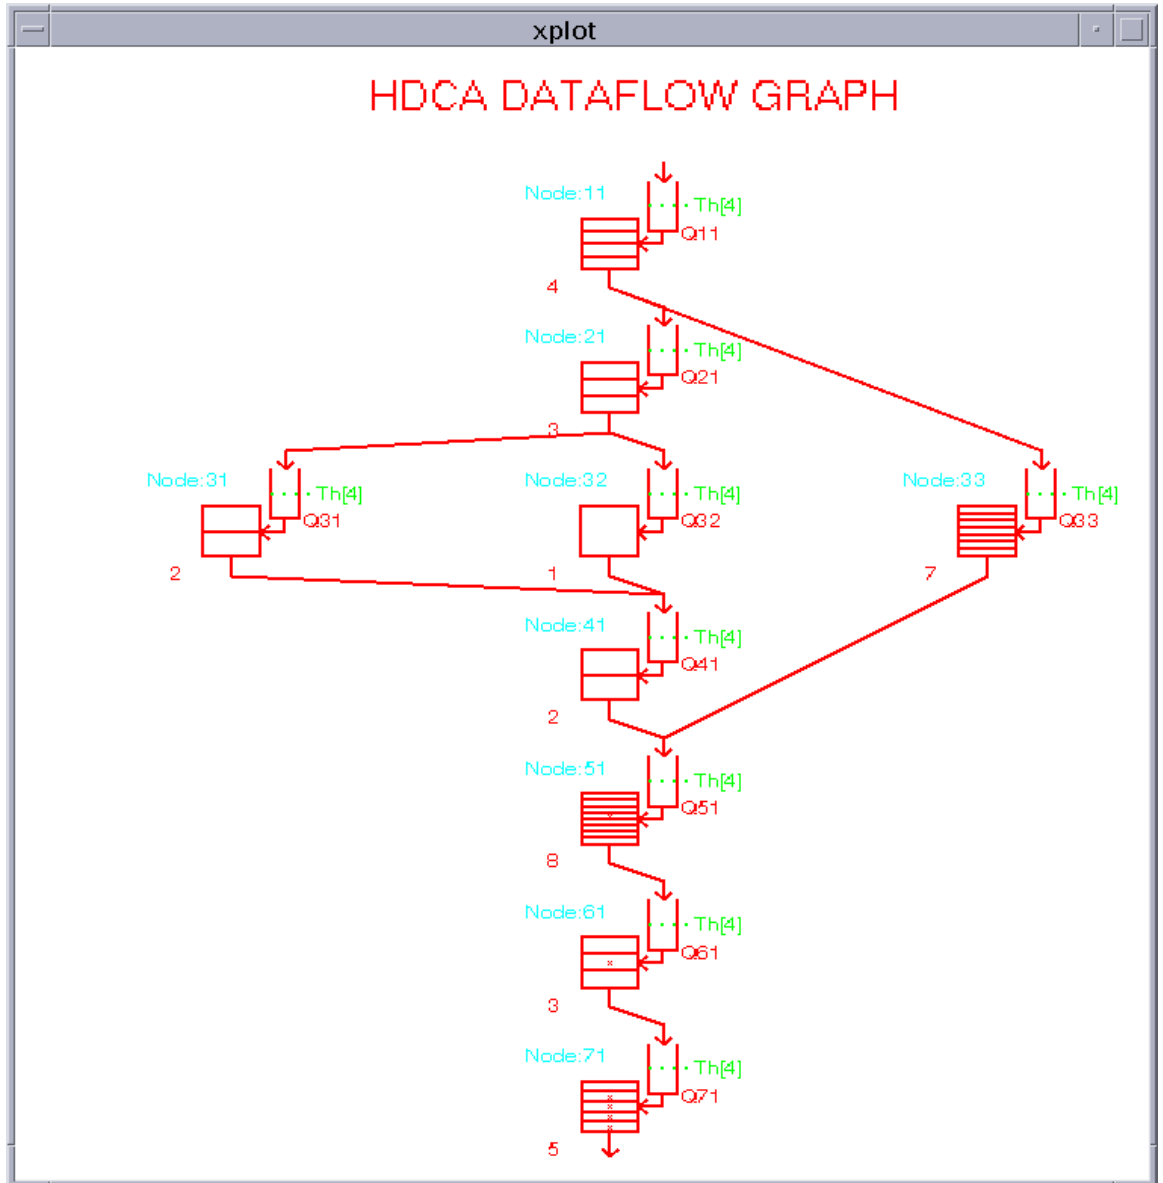 xplot
HDCA DATAFLOW GRAPH
Node:11
Th[4]
Q11
4
Node:21
Th[4]
Q21
3
Node:31
Th[4]
Q31
2
Node:32
Th[4]
Q32
1
Node:33
Th[4]
Q33
7
Node:41
Th[4]
Q41
2
Node:51
Th[4]
Q51
8
Node:61
Th[4]
Q61
3
Node:71
Th[4]
Q71
5